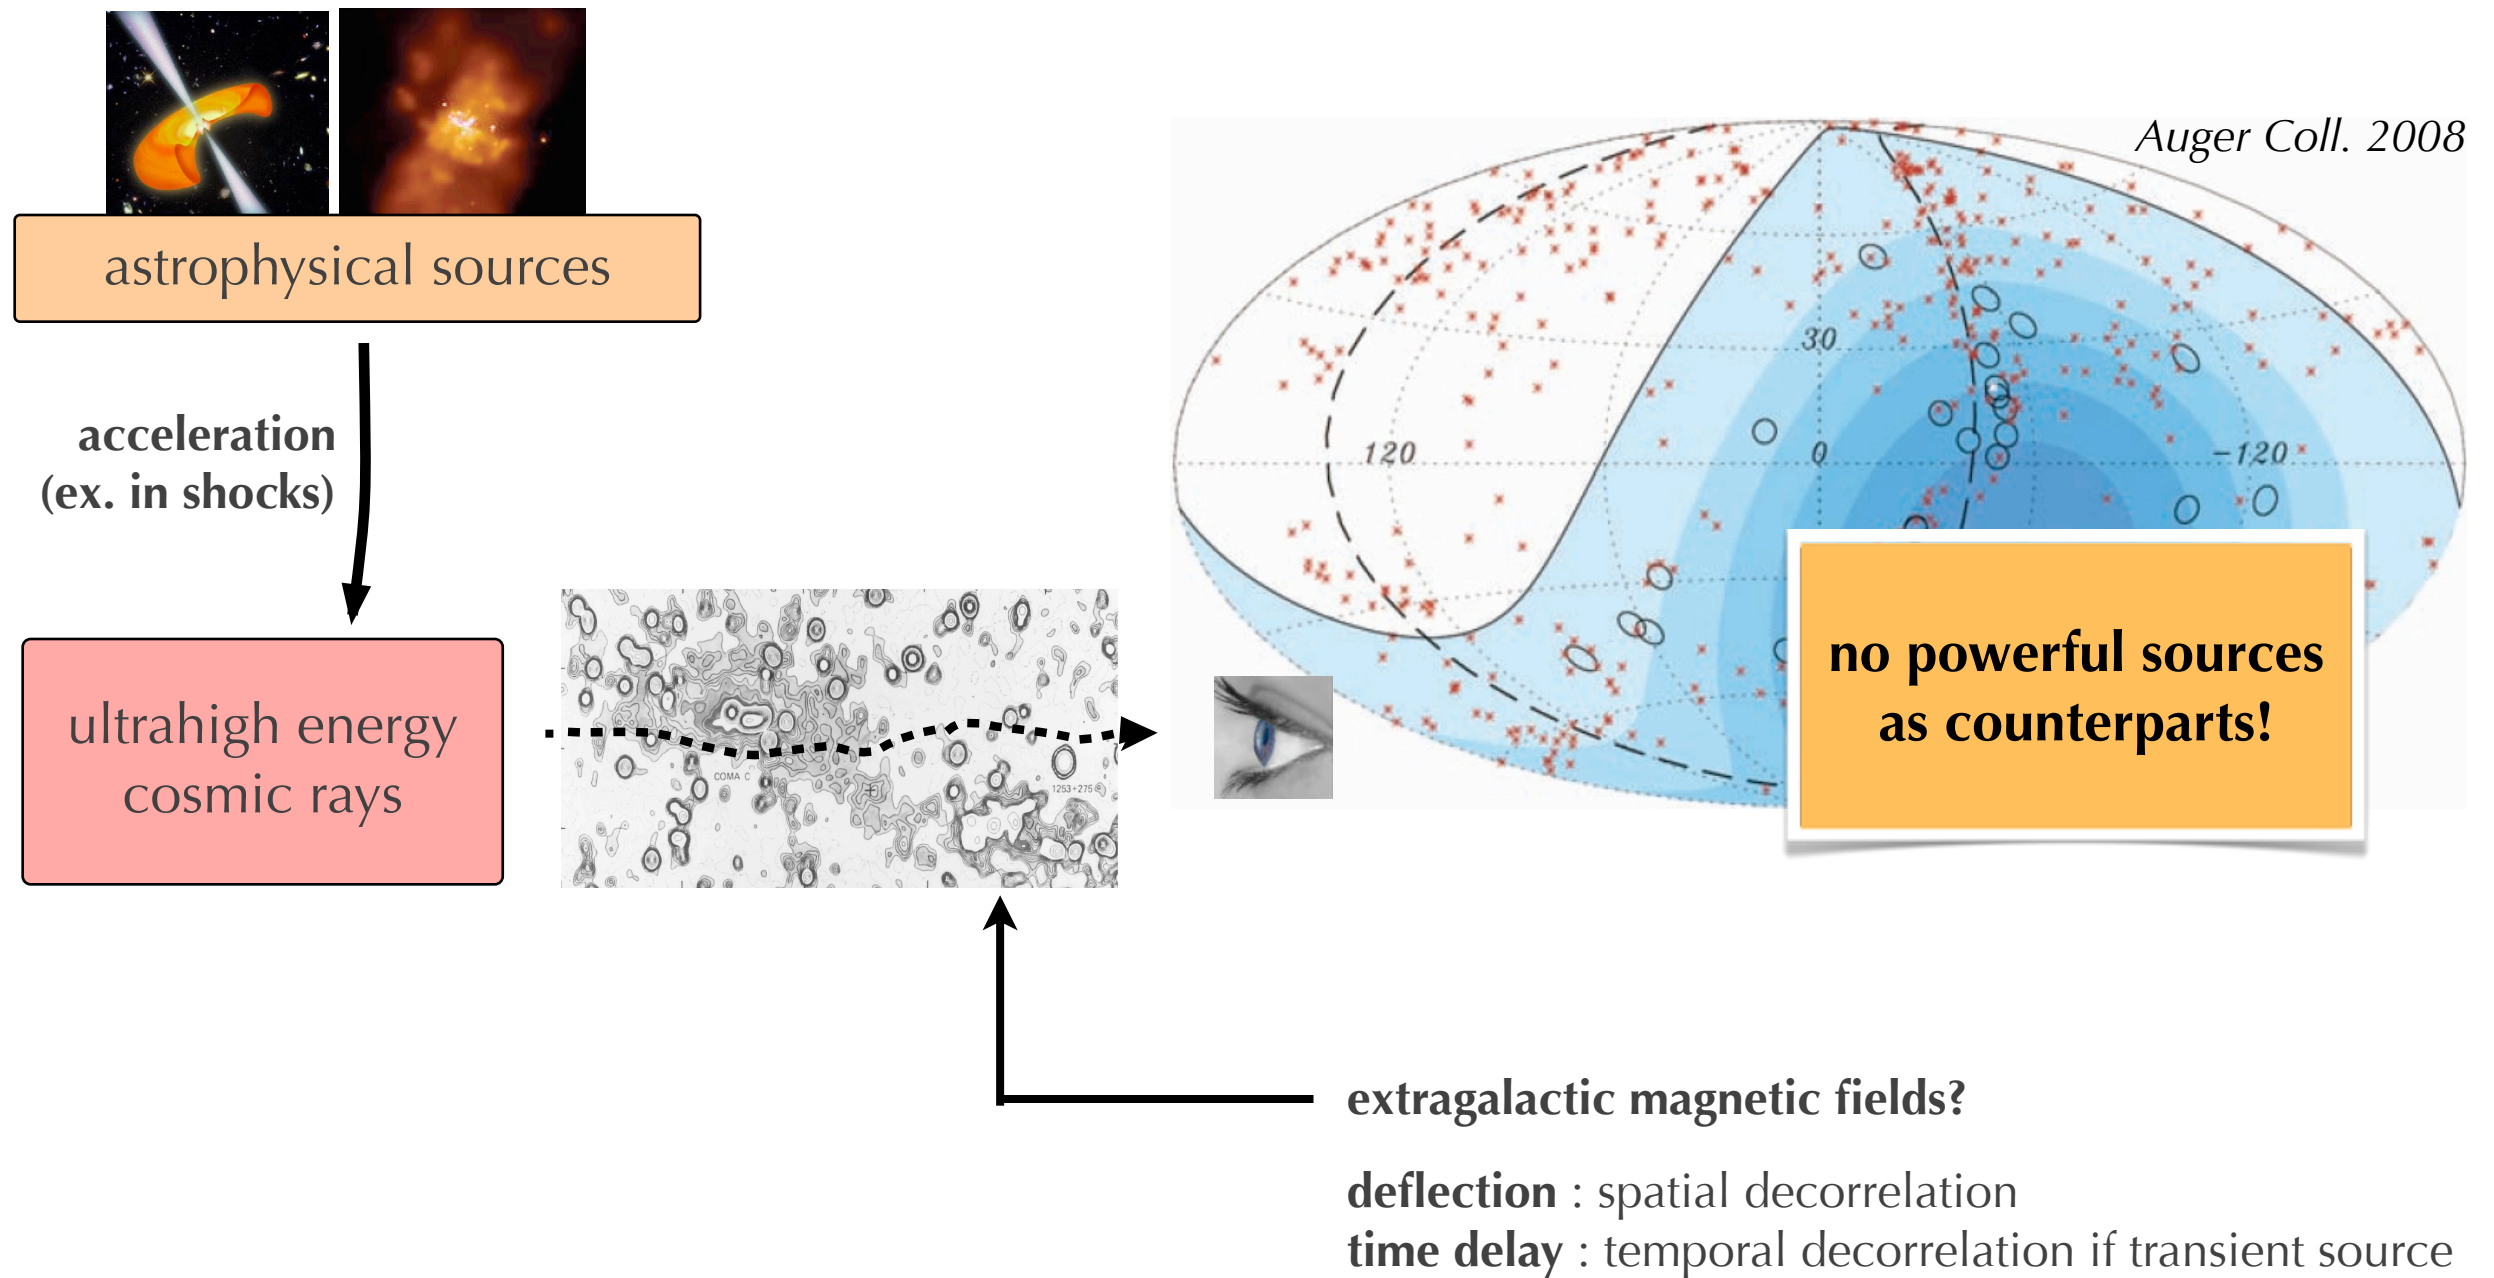 astrophysical sources
acceleration
(ex. in shocks)
ultrahigh energy
cosmic rays
COMA C
1253+275
Auger Coll. 2008
30
120
0
-120
no powerful sources
as counterparts!
extragalactic magnetic fields?
deflection : spatial decorrelation
time delay : temporal decorrelation if transient source